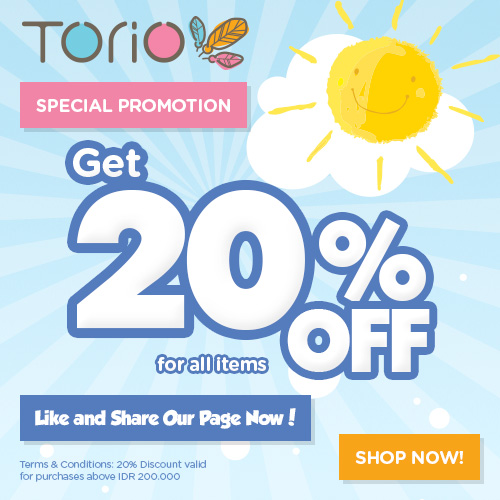 Toriö
SPECIAL PROMOTION
Get
20%
OFF
for all items
Like and Share Our Page Now!
Terms & Conditions: 20% Discount valid
for purchases above IDR 200.000
SHOP NOW!